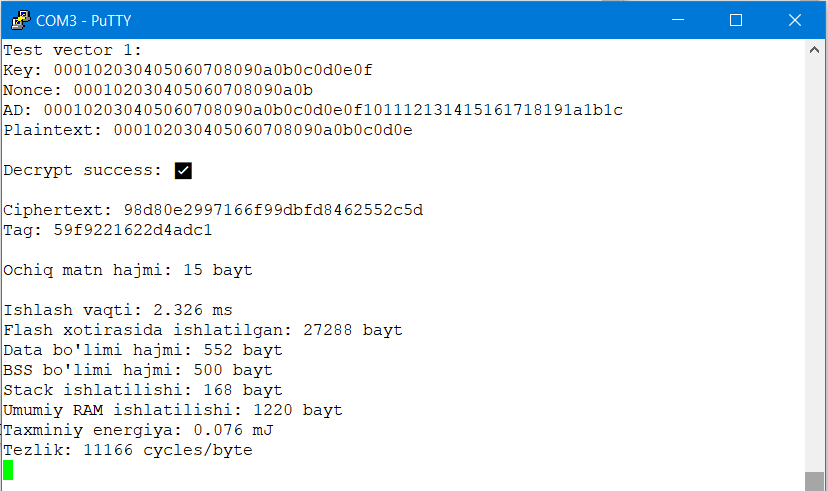 COM3 - PuTTY
Test vector 1:
Key: 000102030405060708090a0b0c0d0e0f
Nonce: 000102030405060708090a0b
AD: 000102030405060708090a0b0c0d0e0f101112131415161718191a1b1c
Plaintext: 000102030405060708090a0b0c0d0e
Decrypt success: ✅
Ciphertext: 98d80e2997166f99dbfd8462552c5d
Tag: 59f9221622d4adc1
Ochiq matn hajmi: 15 bayt
Ishlash vaqti: 2.326 ms
Flash xotirasida ishlatilgan: 27288 bayt
Data bo'limi hajmi: 552 bayt
BSS bo'limi hajmi: 500 bayt
Stack ishlatilishi: 168 bayt
Umumiy RAM ishlatilishi: 1220 bayt
Taxminiy energiya: 0.076 mJ
Tezlik: 11166 cycles/byte